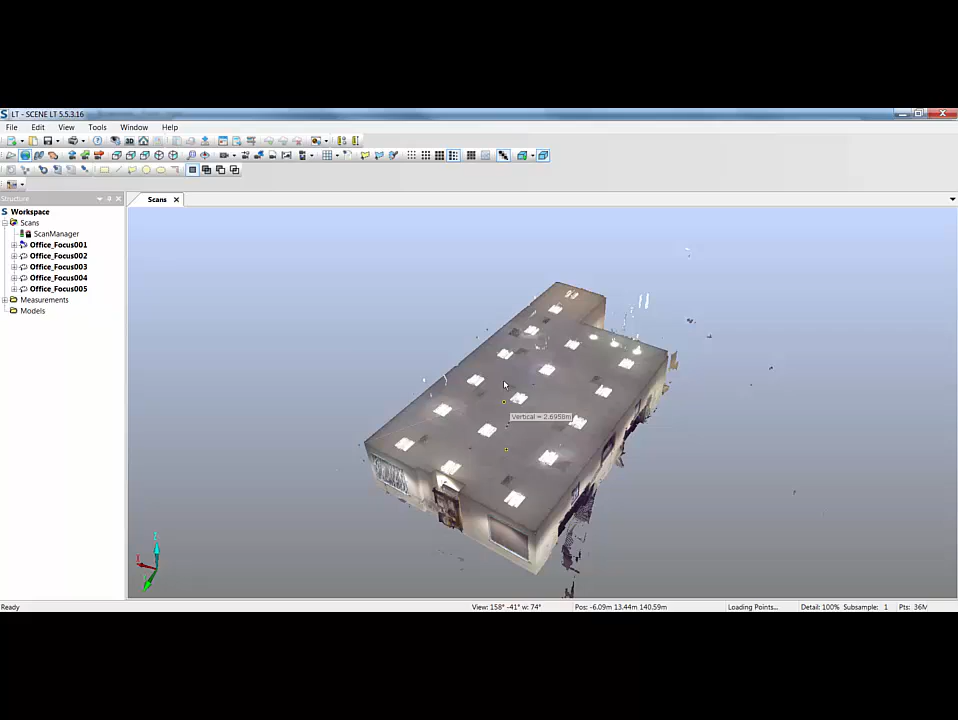 LT - SCENE LT 5.5.3.16
File Edit View Tools Window Help
Structure
Scans
Workspace
Scans
ScanManager
Office_Focus001
Office_Focus002
Office_Focus003
Office_Focus004
Office_Focus005
Measurements
Models
Vertical = 2.6958m
Ready
View: 158° -41° w: 74°
Pos: -6.09m 13.44m 140.59m
Loading Points...
Detail: 100%
Subsample: 1
Pts: 36M